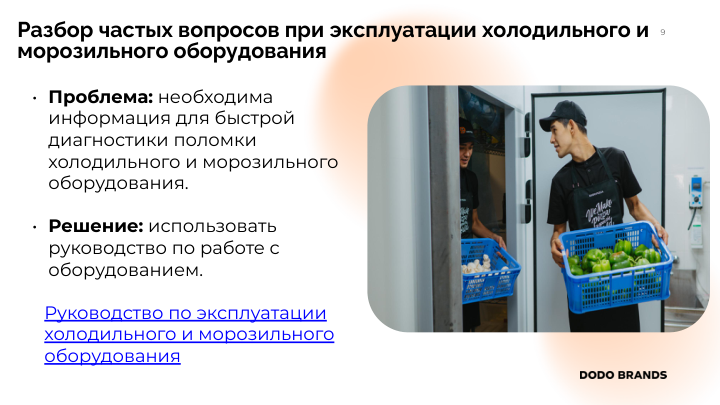 Разбор частых вопросов при эксплуатации холодильного и
морозильного оборудования
9
• Проблема: необходима
информация для быстрой
диагностики поломки
холодильного и морозильного
оборудования.
• Решение: использовать
руководство по работе с
оборудованием.
Руководство по эксплуатации
холодильного и морозильного
оборудования
DODO BRANDS